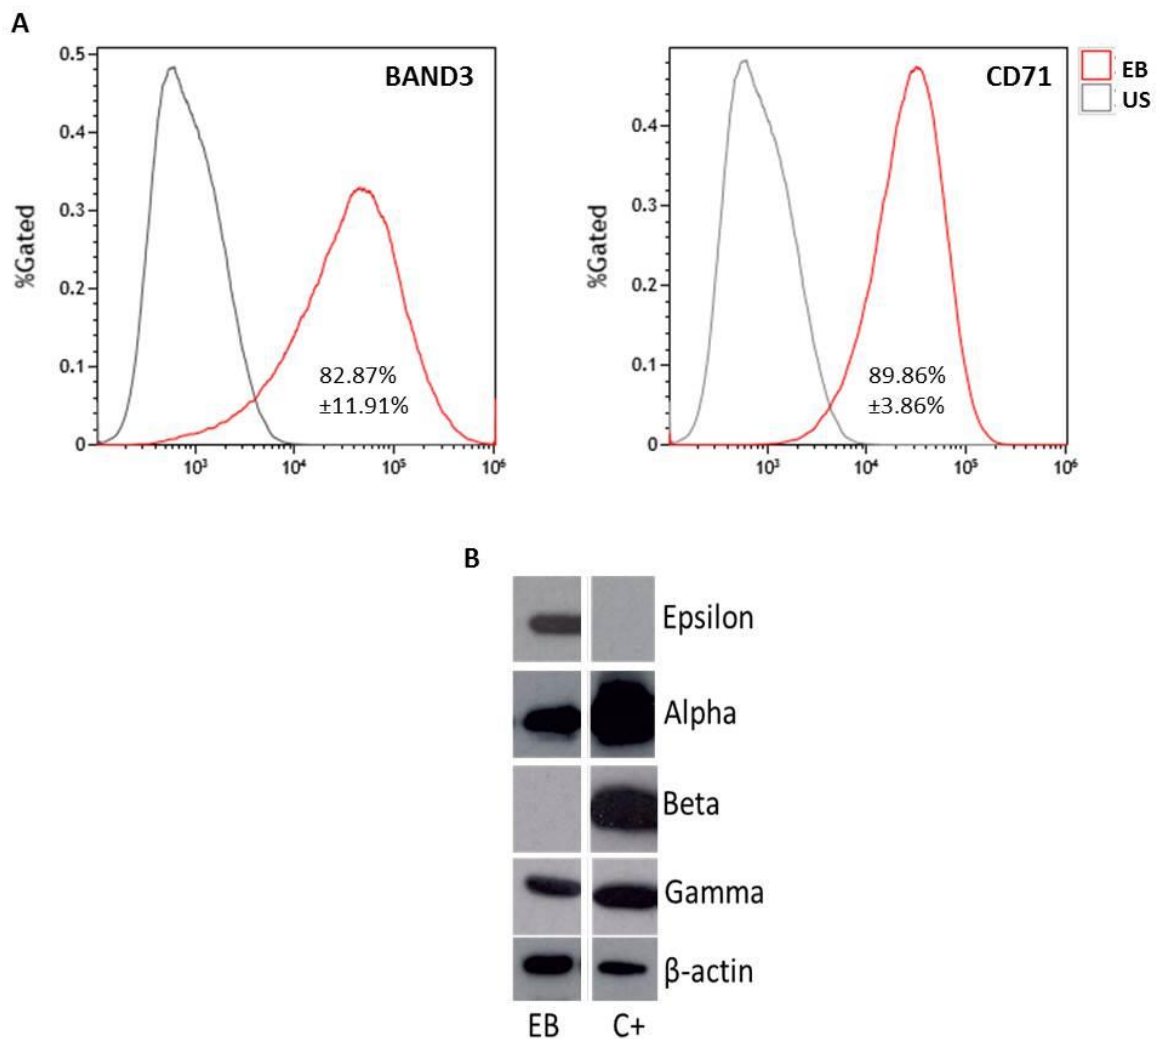 A
BAND3
%Gated
0.5
0.4
0.3
0.2
0.1
0
82.87%
±11.91%
10³
10⁴
10⁵
10⁶
CD71
EB
US
%Gated
0.4
0.3
0.2
0.1
0
89.86%
±3.86%
10³
10⁴
10⁵
10⁶
B
Epsilon
Alpha
Beta
Gamma
β-actin
EB C+